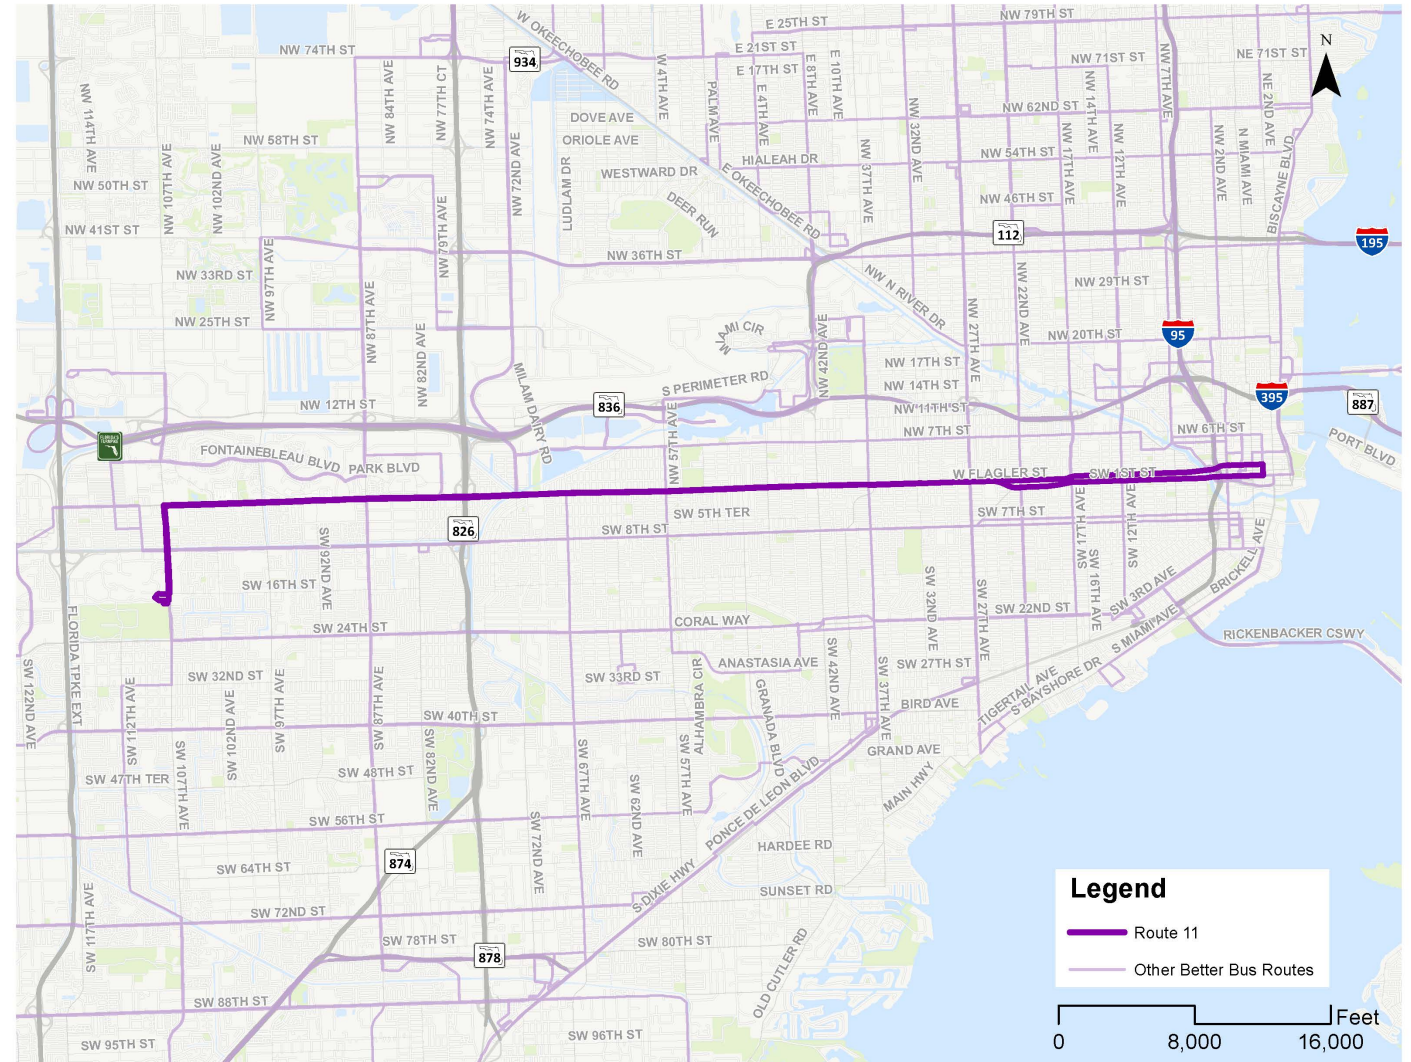 E 25TH ST
NW 79TH ST
W OKEECHOBEE RD
NW 74TH ST
934
E 21ST ST
E 17TH ST
NW 71ST ST
NE 71ST ST
N
NW 114TH AVE
NW 84TH AVE
NW 77TH CT
NW 74TH AVE
W 4TH AVE
PALM AVE
E 4TH AVE
E 8TH AVE
E 10TH AVE
NW 32ND AVE
NW 14TH AVE
NW 7TH AVE
NE 2ND AVE
NW 62ND ST
DOVE AVE
ORIOLE AVE
NW 58TH ST
NW 107TH AVE
NW 102ND AVE
NW 72ND AVE
LUDLAM DR
WESTWARD DR
HIALEAH DR
NW 54TH ST
NW 37TH AVE
NW 17TH AVE
NW 12TH AVE
NW 2ND AVE
N MIAMI AVE
BISCAYNE BLVD
NW 50TH ST
DEER RUN
E OKEECHOBEE RD
NW 46TH ST
NW 41ST ST
NW 79TH AVE
112
195
NW 97TH AVE
NW 36TH ST
NW 33RD ST
NW N RIVER DR
NW 22ND AVE
NW 29TH ST
NW 87TH AVE
NW 25TH ST
NW 82ND AVE
MIAMI CIR
NW 42ND AVE
NW 27TH AVE
NW 20TH ST
95
MILAM DAIRY RD
S PERIMETER RD
NW 17TH ST
NW 14TH ST
395
887
NW 12TH ST
836
NW 57TH AVE
NW 11TH ST
NW 7TH ST
NW 6TH ST
PORT BLVD
FLORIDA'S
TURNPIKE
FONTAINEBLEAU BLVD
PARK BLVD
W FLAGLER ST
SW 1ST ST
SW 5TH TER
SW 7TH ST
826
SW 8TH ST
SW 17TH AVE
SW 12TH AVE
SW 92ND AVE
SW 16TH ST
SW 32ND AVE
SW 27TH AVE
SW 16TH AVE
SW 3RD AVE
BRICKELL AVE
FLORIDA TPKE EXT
SW 24TH ST
CORAL WAY
SW 22ND ST
S MIAMI AVE
RICKENBACKER CSWY
SW 122ND AVE
SW 32ND ST
SW 33RD ST
ANASTASIA AVE
SW 42ND AVE
SW 37TH AVE
SW 27TH ST
SW 112TH AVE
SW 102ND AVE
SW 97TH AVE
SW 87TH AVE
ALHAMBRA CIR
GRANADA BLVD
BIRD AVE
TIGERTAIL AVE
S BAYSHORE DR
SW 40TH ST
SW 107TH AVE
SW 82ND AVE
SW 67TH AVE
SW 57TH AVE
GRAND AVE
MAIN HWY
SW 47TH TER
SW 48TH ST
SW 62ND AVE
PONCE DE LEON BLVD
SW 56TH ST
SW 72ND AVE
HARDEE RD
SW 64TH ST
874
S DIXIE HWY
SUNSET RD
SW 117TH AVE
SW 72ND ST
SW 78TH ST
878
SW 80TH ST
OLD CUTLER RD
SW 88TH ST
SW 95TH ST
SW 96TH ST
Legend
Route 11
Other Better Bus Routes
Feet
0
8,000
16,000